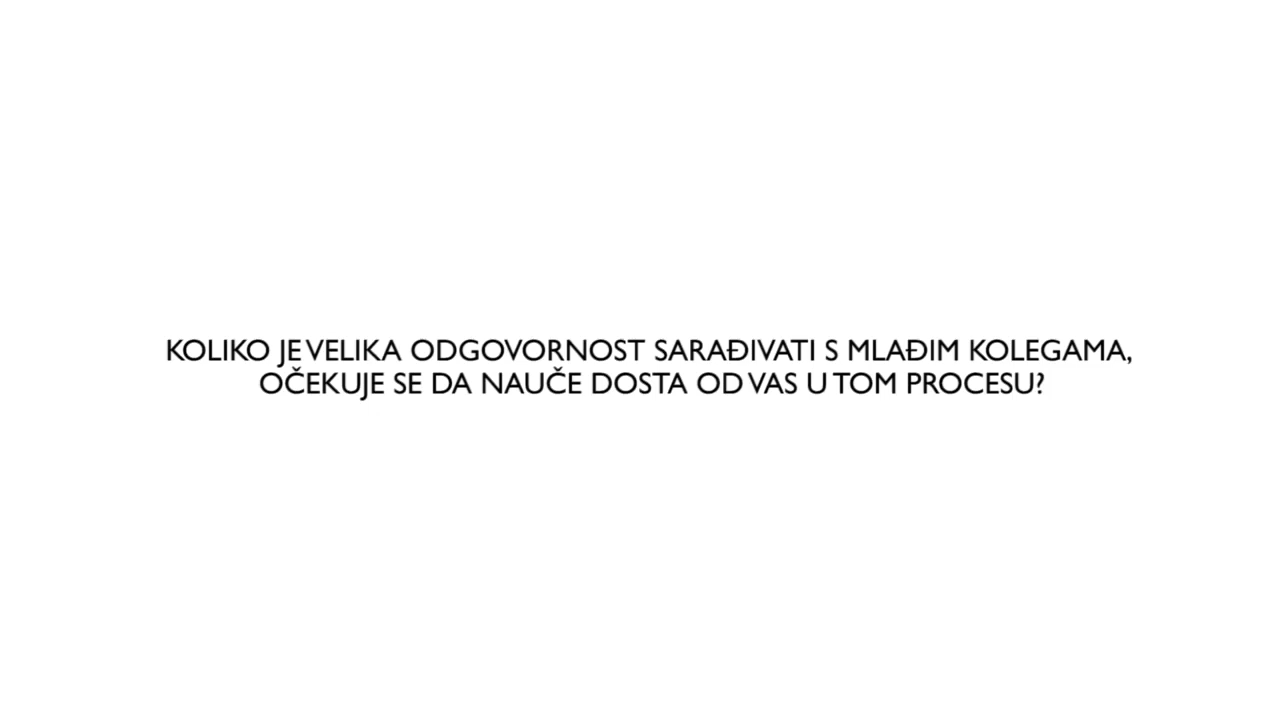 KOLIKO JE VELIKA ODGOVORNOST SARAĐIVATI S MLAĐIM KOLEGAMA,
OČEKUJE SE DA NAUČE DOSTA OD VAS U TOM PROCESU?